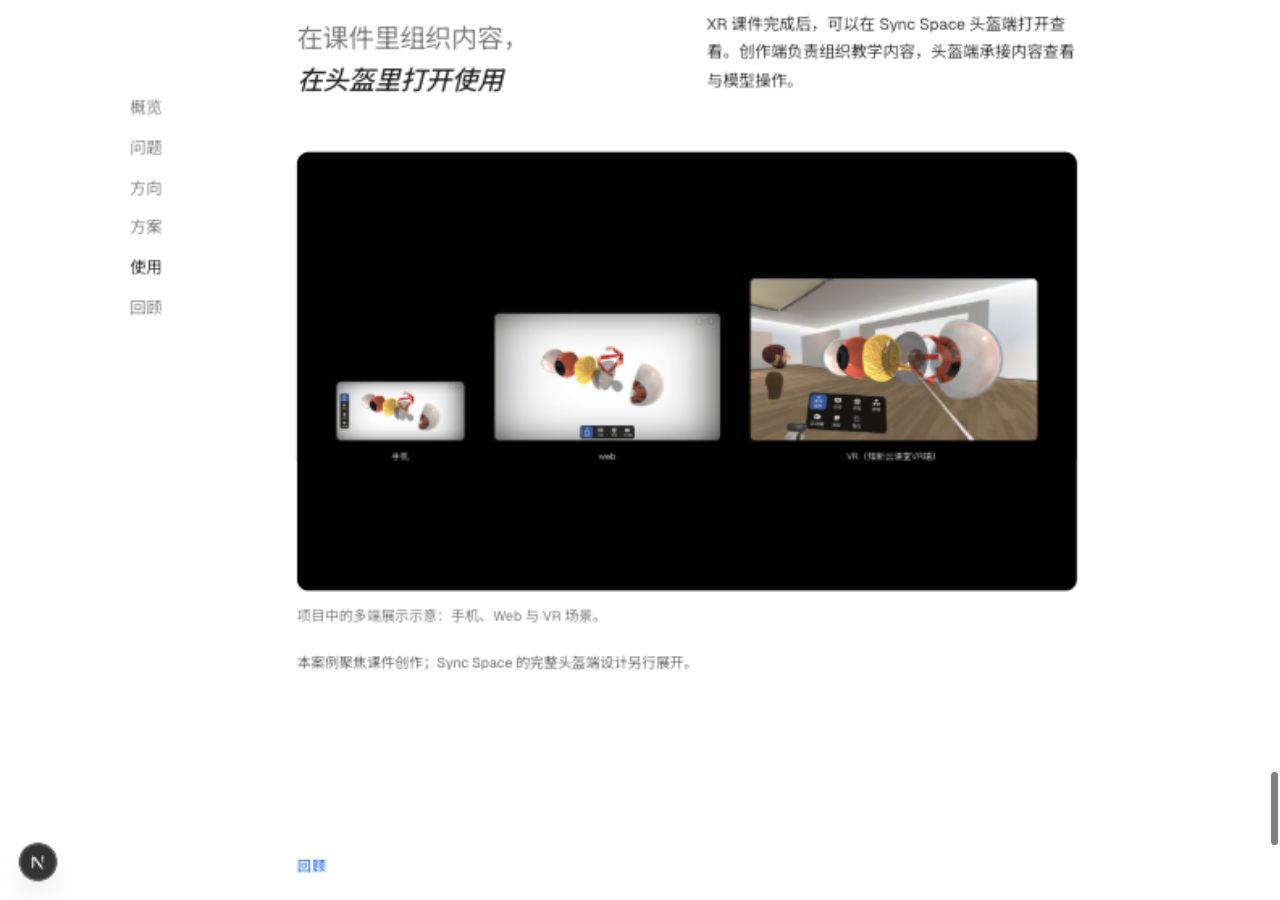 在课件里组织内容，
在头盔里打开使用
XR 课件完成后，可以在 Sync Space 头盔端打开查
看。创作端负责组织教学内容，头盔端承接内容查看
与模型操作。
概览
问题
方向
方案
使用
回顾
手机
web
VR（知新云课堂VR端）
项目中的多端展示示意：手机、Web 与 VR 场景。
本案例聚焦课件创作；Sync Space 的完整头盔端设计另行展开。
N
回顾